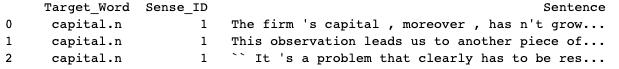 Target_Word Sense_ID Sentence
0 capital.n 1 The firm 's capital , moreover , has n't grow...
1 capital.n 1 This observation leads us to another piece of...
2 capital.n 1 `` It 's a problem that clearly has to be res...